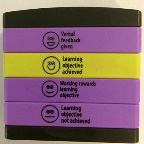 Verbal
feedback
given
Learning
objective
achieved
Working towards
learning
objective
Learning
objective
not achieved